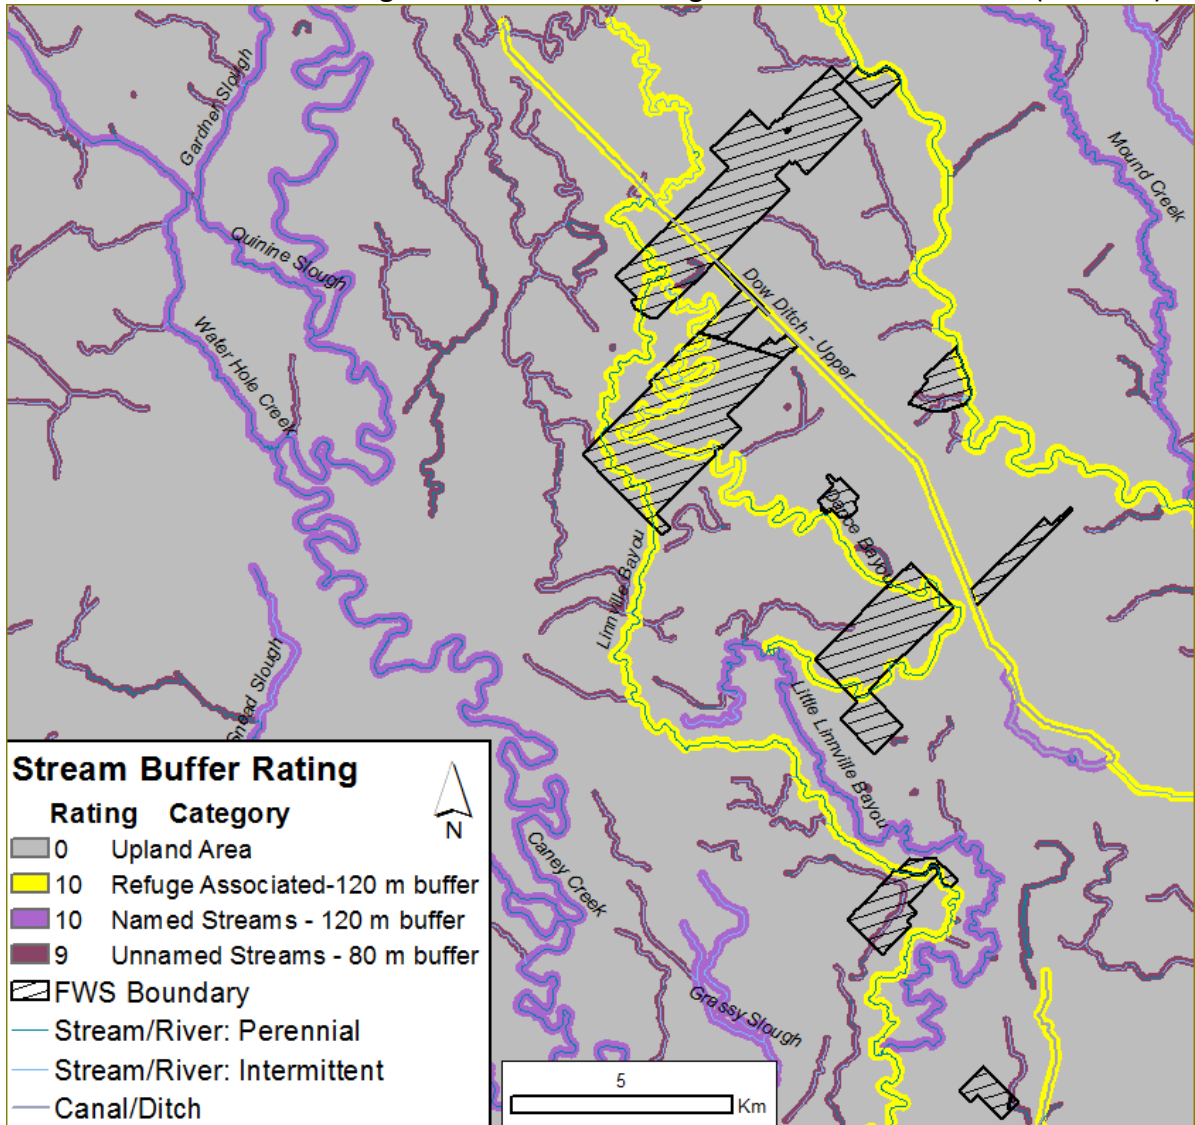 Gardner Slough
Mound Creek
Quinine Slough
Dow Ditch - Upper
Water Hole Creek
Dance Bayou
Linnville Bayou
Snead Slough
Little Linnville Bayou
Caney Creek
Grassy Slough
Stream Buffer Rating
Rating Category
0 Upland Area
10 Refuge Associated-120 m buffer
10 Named Streams - 120 m buffer
9 Unnamed Streams - 80 m buffer
FWS Boundary
Stream/River: Perennial
Stream/River: Intermittent
Canal/Ditch
N
5
Km